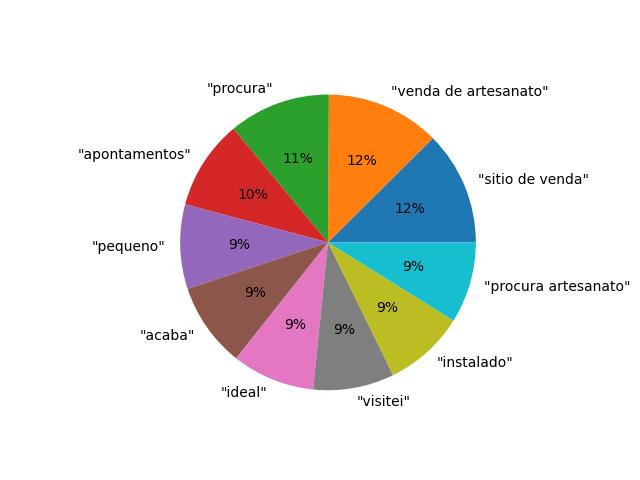 "procura"
"venda de artesanato"
"apontamentos"
11%
12%
"sitio de venda"
10%
12%
"pequeno"
9%
9%
"procura artesanato"
"acaba"
9%
9%
9%
9%
"instalado"
"ideal"
"visitei"